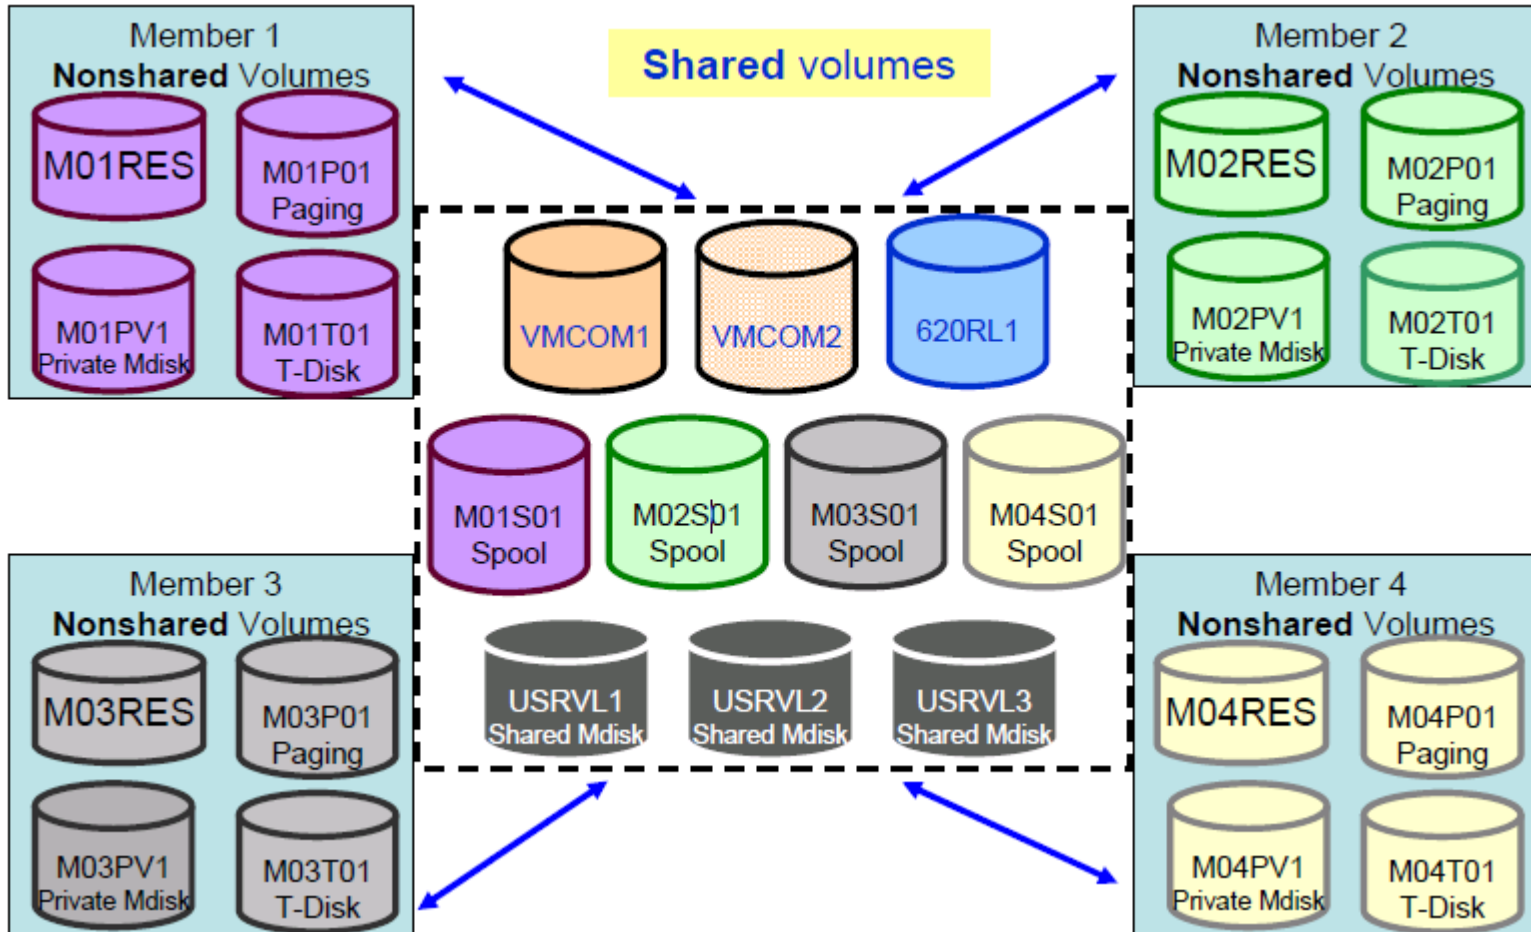 Member 1
Nonshared Volumes
M01RES
M01P01
Paging
M01PV1
Private Mdisk
M01T01
T-Disk
Shared volumes
Member 2
Nonshared Volumes
M02RES
M02P01
Paging
M02PV1
Private Mdisk
M02T01
T-Disk
VMCOM1
VMCOM2
620RL1
M01S01
Spool
M02S01
Spool
M03S01
Spool
M04S01
Spool
USRVL1
Shared Mdisk
USRVL2
Shared Mdisk
USRVL3
Shared Mdisk
Member 3
Nonshared Volumes
M03RES
M03P01
Paging
M03PV1
Private Mdisk
M03T01
T-Disk
Member 4
Nonshared Volumes
M04RES
M04P01
Paging
M04PV1
Private Mdisk
M04T01
T-Disk